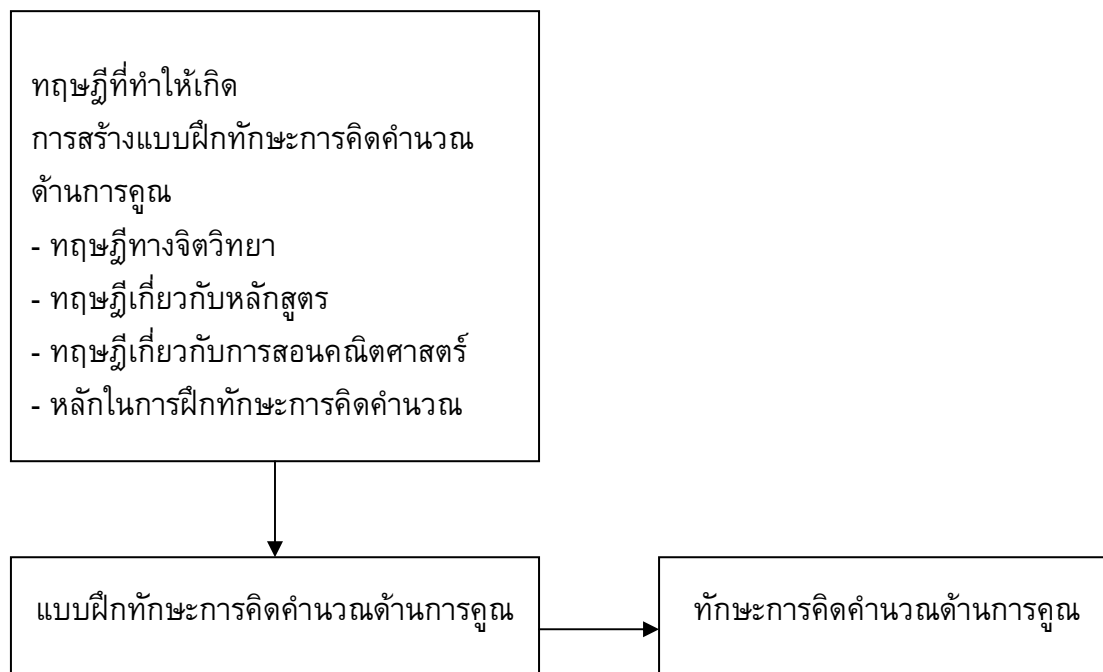 ทฤษฎีที่ทำให้เกิด
การสร้างแบบฝึกทักษะการคิดคำนวณ
ด้านการคูณ
- ทฤษฎีทางจิตวิทยา
- ทฤษฎีเกี่ยวกับหลักสูตร
- ทฤษฎีเกี่ยวกับการสอนคณิตศาสตร์
- หลักในการฝึกทักษะการคิดคำนวณ
แบบฝึกทักษะการคิดคำนวณด้านการคูณ
ทักษะการคิดคำนวณด้านการคูณ